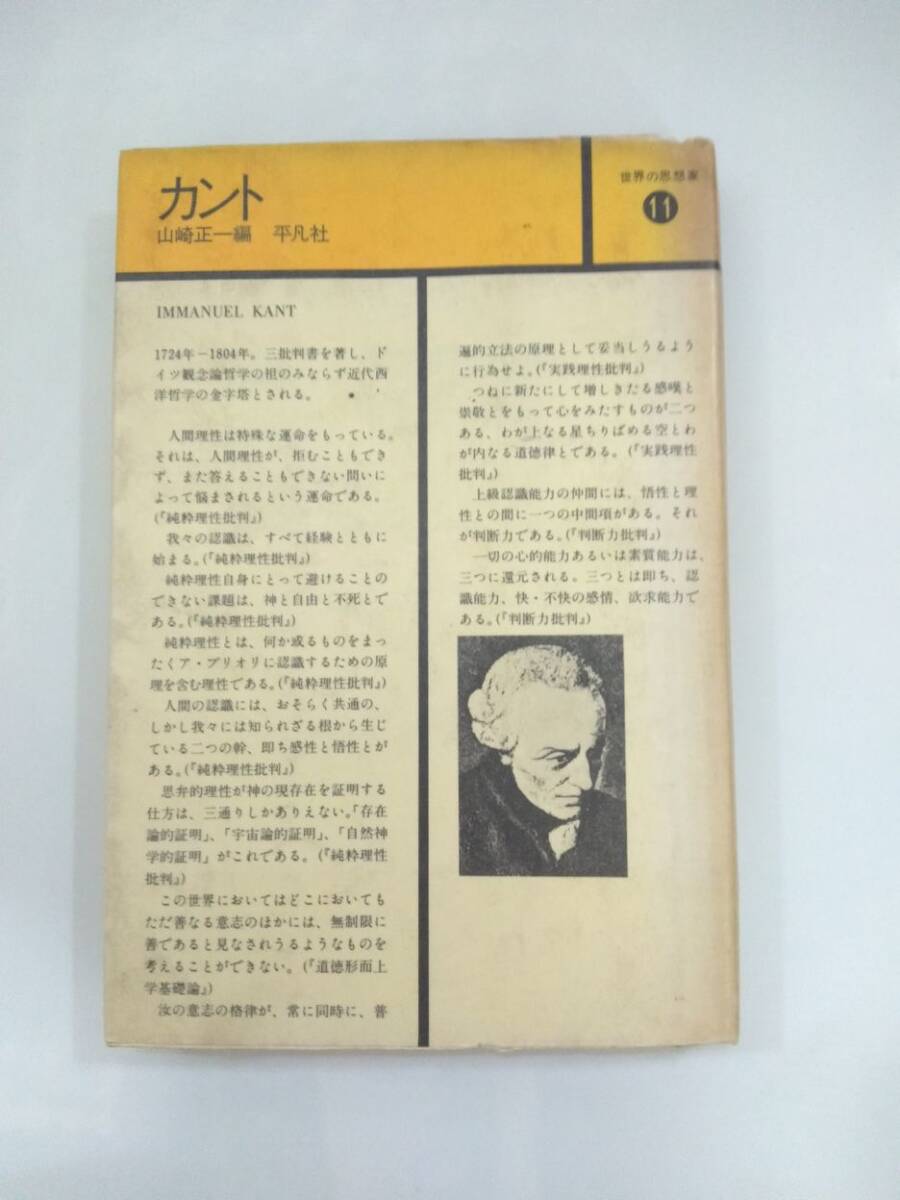 カント
山崎正一編 平凡社
世界の思想家
11
IMMANUEL KANT
1724年－1804年。三批判書を著し、ド
イツ観念論哲学の祖のみならず近代西
洋哲学の金字塔とされる。
人間理性は特殊な運命をもっている。
それは、人間理性が、拒むこともでき
ず、また答えることもできない問いに
よって悩まされるという運命である。
(『純粋理性批判』)
我々の認識は、すべて経験とともに
始まる。(『純粋理性批判』)
純粋理性自身にとって避けることの
できない課題は、神と自由と不死とで
ある。(『純粋理性批判』)
純粋理性とは、何か或るものをまっ
たくア・プリオリに認識するための原
理を含む理性である。(『純粋理性批判』)
人間の認識には、おそらく共通の、
しかし我々には知られざる根から生じ
ている二つの幹、即ち感性と悟性とが
ある。(『純粋理性批判』)
思弁的理性が神の現存在を証明する
仕方は、三通りしかありえない。「存在
論的証明」、「宇宙論的証明」、「自然神
学的証明」がこれである。(『純粋理性
批判』)
この世界においてはどこにおいても
ただ善なる意志のほかには、無制限に
善であると見なされうるようなものを
考えることができない。(『道徳形而上
学基礎論』)
汝の意志の格律が、常に同時に、普
遍的立法の原理として妥当しうるよう
に行為せよ。(『実践理性批判』)
つねに新たにして増しきたる感嘆と
崇敬とをもって心をみたすものが二つ
ある、わが上なる星ちりばめる空とわ
が内なる道徳律とである。(『実践理性
批判』)
上級認識能力の仲間には、悟性と理
性との間に一つの中間項がある。それ
が判断力である。(『判断力批判』)
一切の心的能力あるいは素質能力は、
三つに還元される。三つとは即ち、認
識能力、快・不快の感情、欲求能力で
ある。(『判断力批判』)